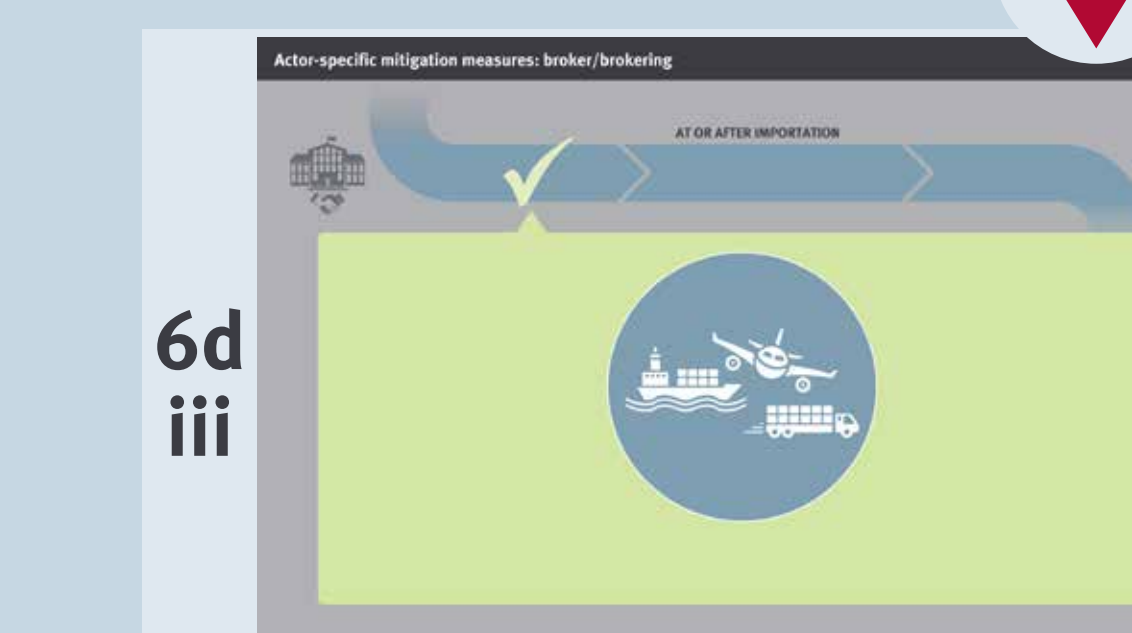 Actor-specific mitigation measures: broker/brokering
AT OR AFTER IMPORTATION
6d
iii